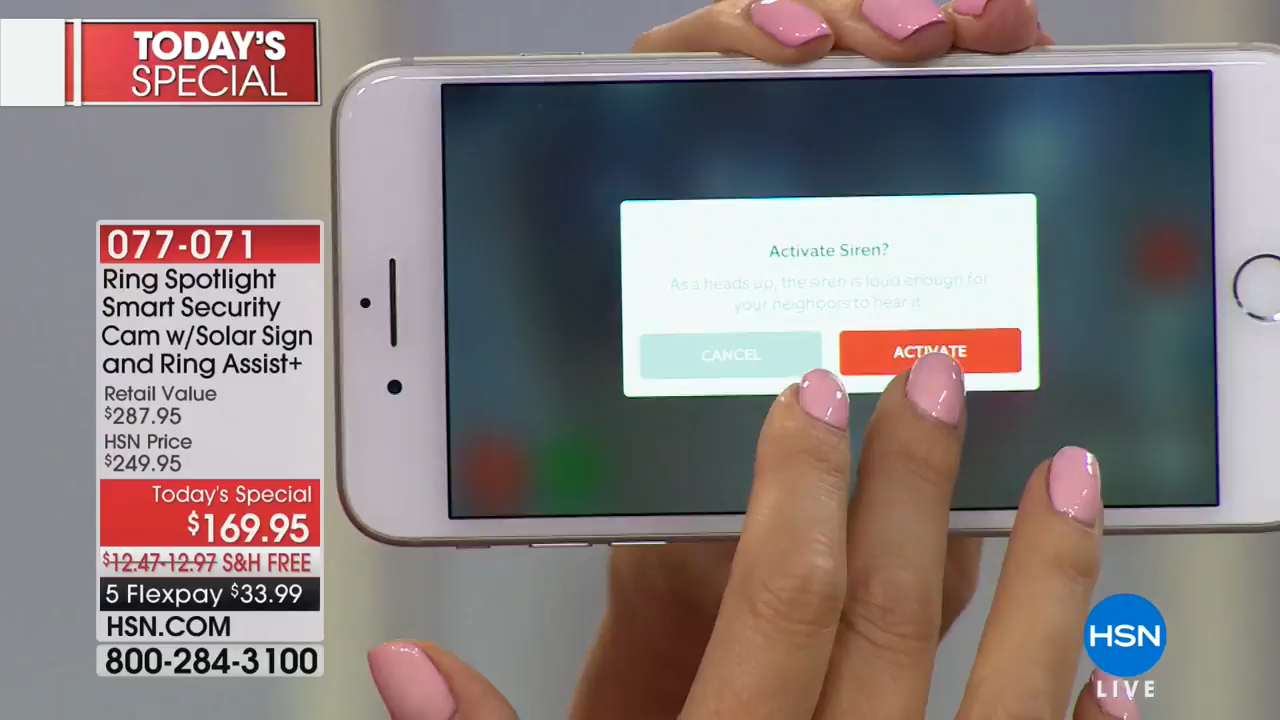 TODAY'S
SPECIAL
077-071
Ring Spotlight
Smart Security
Cam w/Solar Sign
and Ring Assist+
Retail Value
$287.95
HSN Price
$249.95
Today's Special
$169.95
$12.47-12.97 S&H FREE
5 Flexpay $33.99
HSN.COM
800-284-3100
Activate Siren?
As a heads up, the siren is loud enough for
your neighbors to hear it.
CANCEL
ACTIVATE
HSN
LIVE